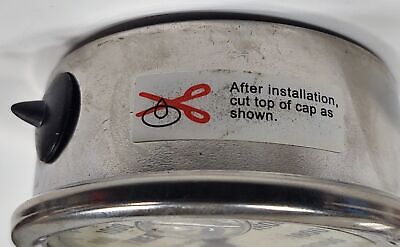 After installation,
cut top of cap as
shown.